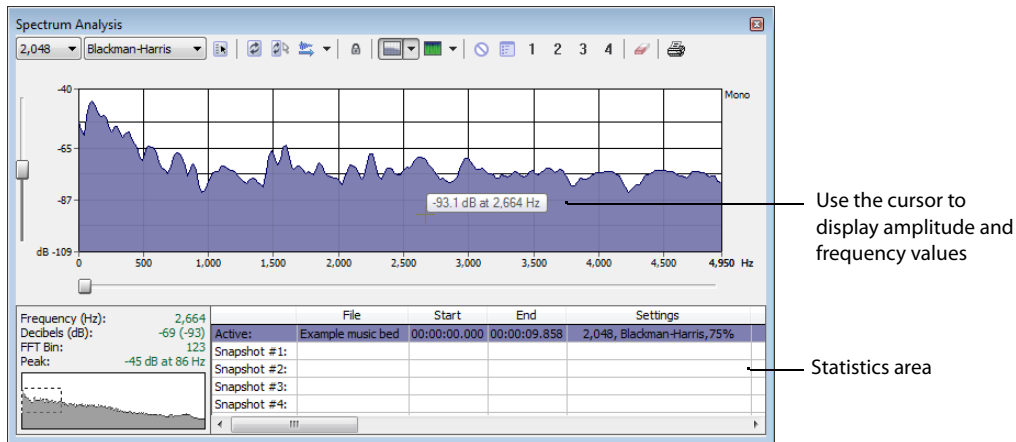 Spectrum Analysis
2,048 Blackman-Harris 1 2 3 4
-40 Mono
-65
-87
-93.1 dB at 2,664 Hz
dB -109
0 500 1,000 1,500 2,000 2,500 3,000 3,500 4,000 4,500 4,950 Hz
Use the cursor to
display amplitude and
frequency values
Frequency (Hz): 2,664
Decibels (dB): -69 (-93)
FFT Bin: 123
Peak: -45 dB at 86 Hz
File Start End Settings
Active: Example music bed 00:00:00.000 00:00:09.858 2,048, Blackman-Harris,75%
Snapshot #1:
Snapshot #2:
Snapshot #3:
Snapshot #4:
Statistics area